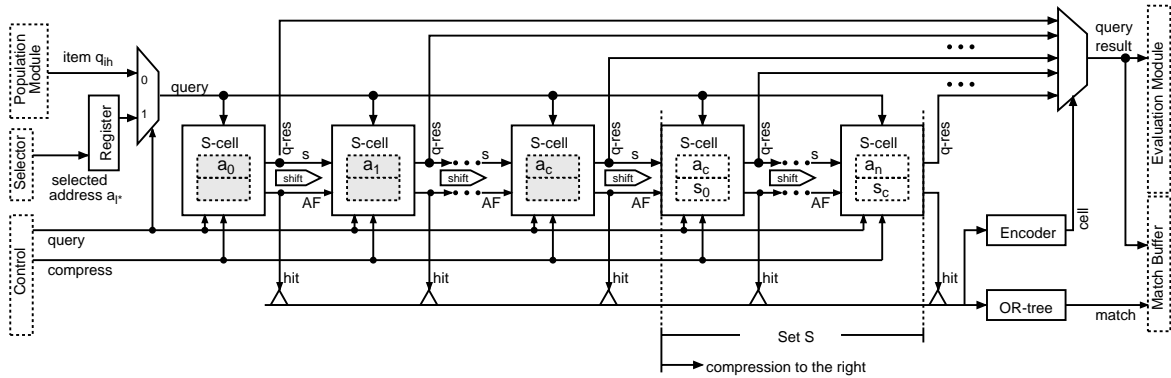 Population Module
item q_ih
0
1
query
Selector
Register
selected
address a_l*
Control
query
compress
S-cell
a_0
q-res
s
shift
AF
hit
S-cell
a_1
q-res
s
shift
AF
hit
S-cell
a_c
q-res
s
shift
AF
hit
S-cell
a_c
s_0
q-res
s
shift
AF
hit
S-cell
a_n
s_c
q-res
hit
query
result
Evaluation Module
Encoder
cell
Match Buffer
OR-tree
match
Set S
compression to the right